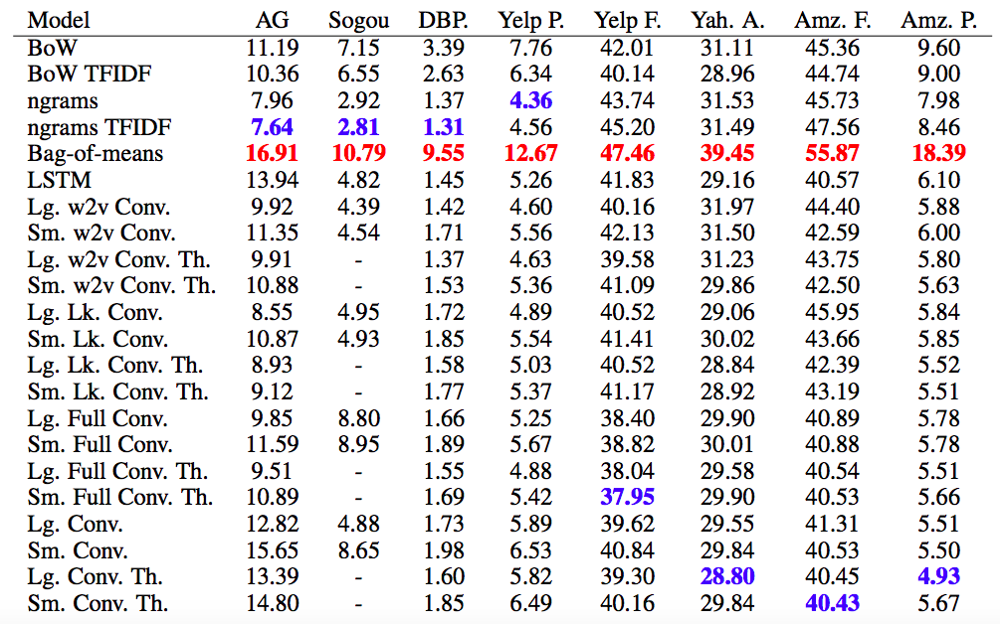 Model AG Sogou DBP. Yelp P. Yelp F. Yah. A. Amz. F. Amz. P.
BoW 11.19 7.15 3.39 7.76 42.01 31.11 45.36 9.60
BoW TFIDF 10.36 6.55 2.63 6.34 40.14 28.96 44.74 9.00
ngrams 7.96 2.92 1.37 4.36 43.74 31.53 45.73 7.98
ngrams TFIDF 7.64 2.81 1.31 4.56 45.20 31.49 47.56 8.46
Bag-of-means 16.91 10.79 9.55 12.67 47.46 39.45 55.87 18.39
LSTM 13.94 4.82 1.45 5.26 41.83 29.16 40.57 6.10
Lg. w2v Conv. 9.92 4.39 1.42 4.60 40.16 31.97 44.40 5.88
Sm. w2v Conv. 11.35 4.54 1.71 5.56 42.13 31.50 42.59 6.00
Lg. w2v Conv. Th. 9.91 - 1.37 4.63 39.58 31.23 43.75 5.80
Sm. w2v Conv. Th. 10.88 - 1.53 5.36 41.09 29.86 42.50 5.63
Lg. Lk. Conv. 8.55 4.95 1.72 4.89 40.52 29.06 45.95 5.84
Sm. Lk. Conv. 10.87 4.93 1.85 5.54 41.41 30.02 43.66 5.85
Lg. Lk. Conv. Th. 8.93 - 1.58 5.03 40.52 28.84 42.39 5.52
Sm. Lk. Conv. Th. 9.12 - 1.77 5.37 41.17 28.92 43.19 5.51
Lg. Full Conv. 9.85 8.80 1.66 5.25 38.40 29.90 40.89 5.78
Sm. Full Conv. 11.59 8.95 1.89 5.67 38.82 30.01 40.88 5.78
Lg. Full Conv. Th. 9.51 - 1.55 4.88 38.04 29.58 40.54 5.51
Sm. Full Conv. Th. 10.89 - 1.69 5.42 37.95 29.90 40.53 5.66
Lg. Conv. 12.82 4.88 1.73 5.89 39.62 29.55 41.31 5.51
Sm. Conv. 15.65 8.65 1.98 6.53 40.84 29.84 40.53 5.50
Lg. Conv. Th. 13.39 - 1.60 5.82 39.30 28.80 40.45 4.93
Sm. Conv. Th. 14.80 - 1.85 6.49 40.16 29.84 40.43 5.67